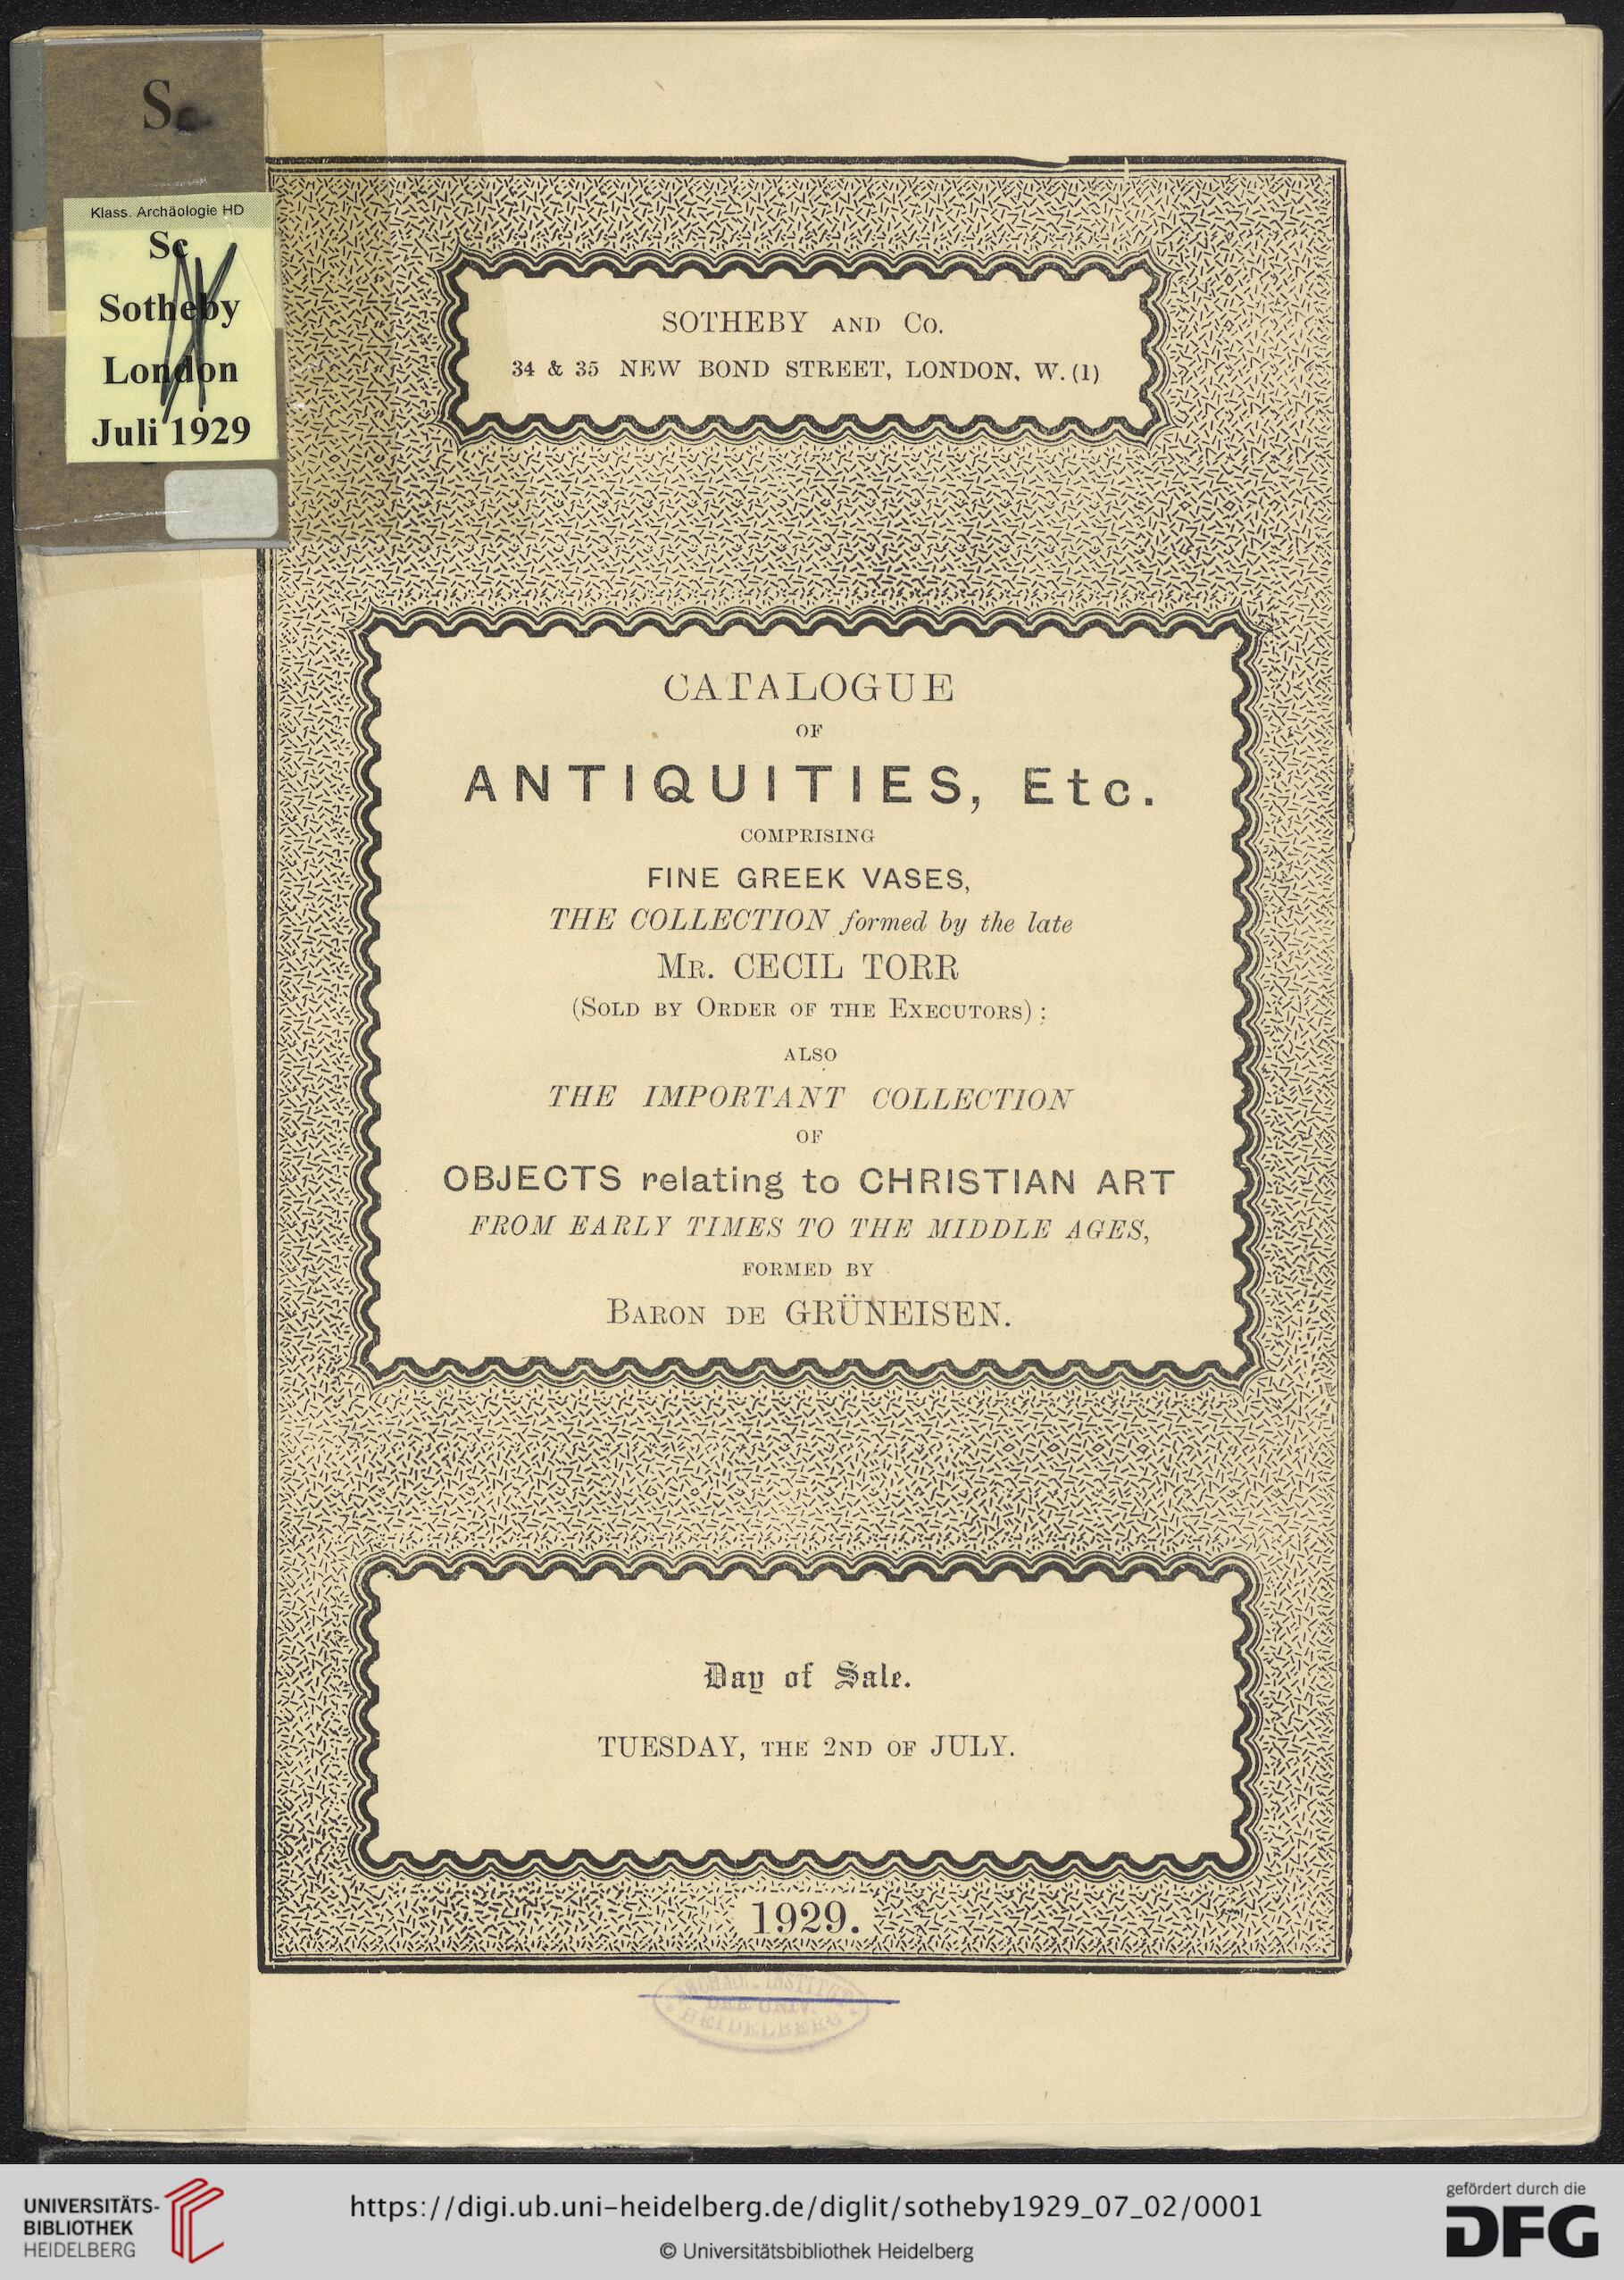 S
Klass. Archäologie HD
Sc
Sotheby
London
Juli 1929
SOTHEBY AND Co.
34 & 35 NEW BOND STREET, LONDON, W.(1)
CATALOGUE
OF
ANTIQUITIES, Etc.
COMPRISING
FINE GREEK VASES,
THE COLLECTION formed by the late
MR. CECIL TORR
(SOLD BY ORDER OF THE EXECUTORS);
ALSO
THE IMPORTANT COLLECTION
OF
OBJECTS relating to CHRISTIAN ART
FROM EARLY TIMES TO THE MIDDLE AGES,
FORMED BY
BARON DE GRÜNEISEN.
Day of Sale.
TUESDAY, THE 2ND OF JULY.
1929.
DER UNIV.
HEIDELBERG
UNIVERSITÄTS-
BIBLIOTHEK
HEIDELBERG
https://digi.ub.uni-heidelberg.de/diglit/sotheby1929_07_02/0001
© Universitätsbibliothek Heidelberg
gefördert durch die
DFG